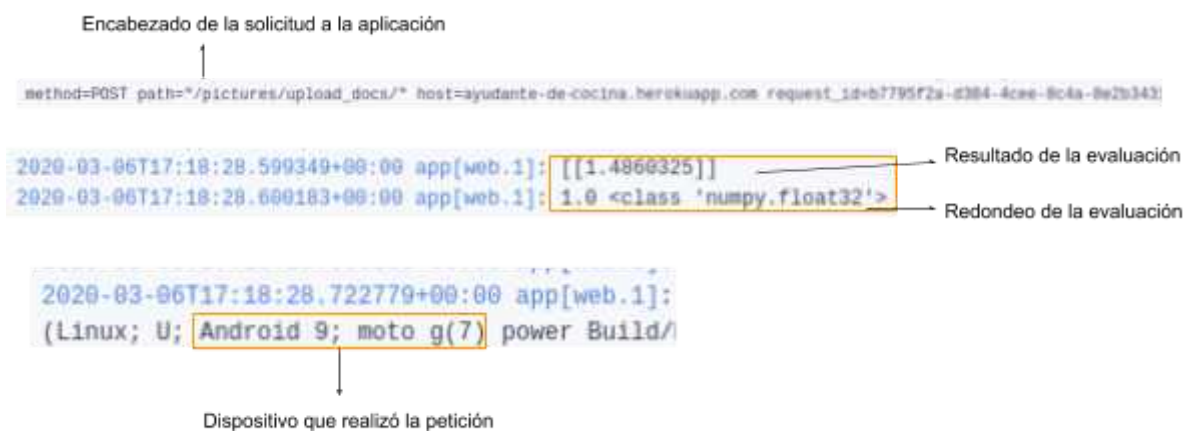 Encabezado de la solicitud a la aplicación
method=POST path="/pictures/upload_docs/" host=ayudante-de-cocina.herokuapp.com
2020-03-06T17:18:28.599349+00:00 app[web.1]: [[1.4860325]]
Resultado de la evaluación
2020-03-06T17:18:28.600183+00:00 app[web.1]: 1.0 <class 'numpy.float32'>
Redondeo de la evaluación
2020-03-06T17:18:28.722779+00:00 app[web.1]:
(Linux; U; Android 9; moto g(7) power Build/
Dispositivo que realizó la petición